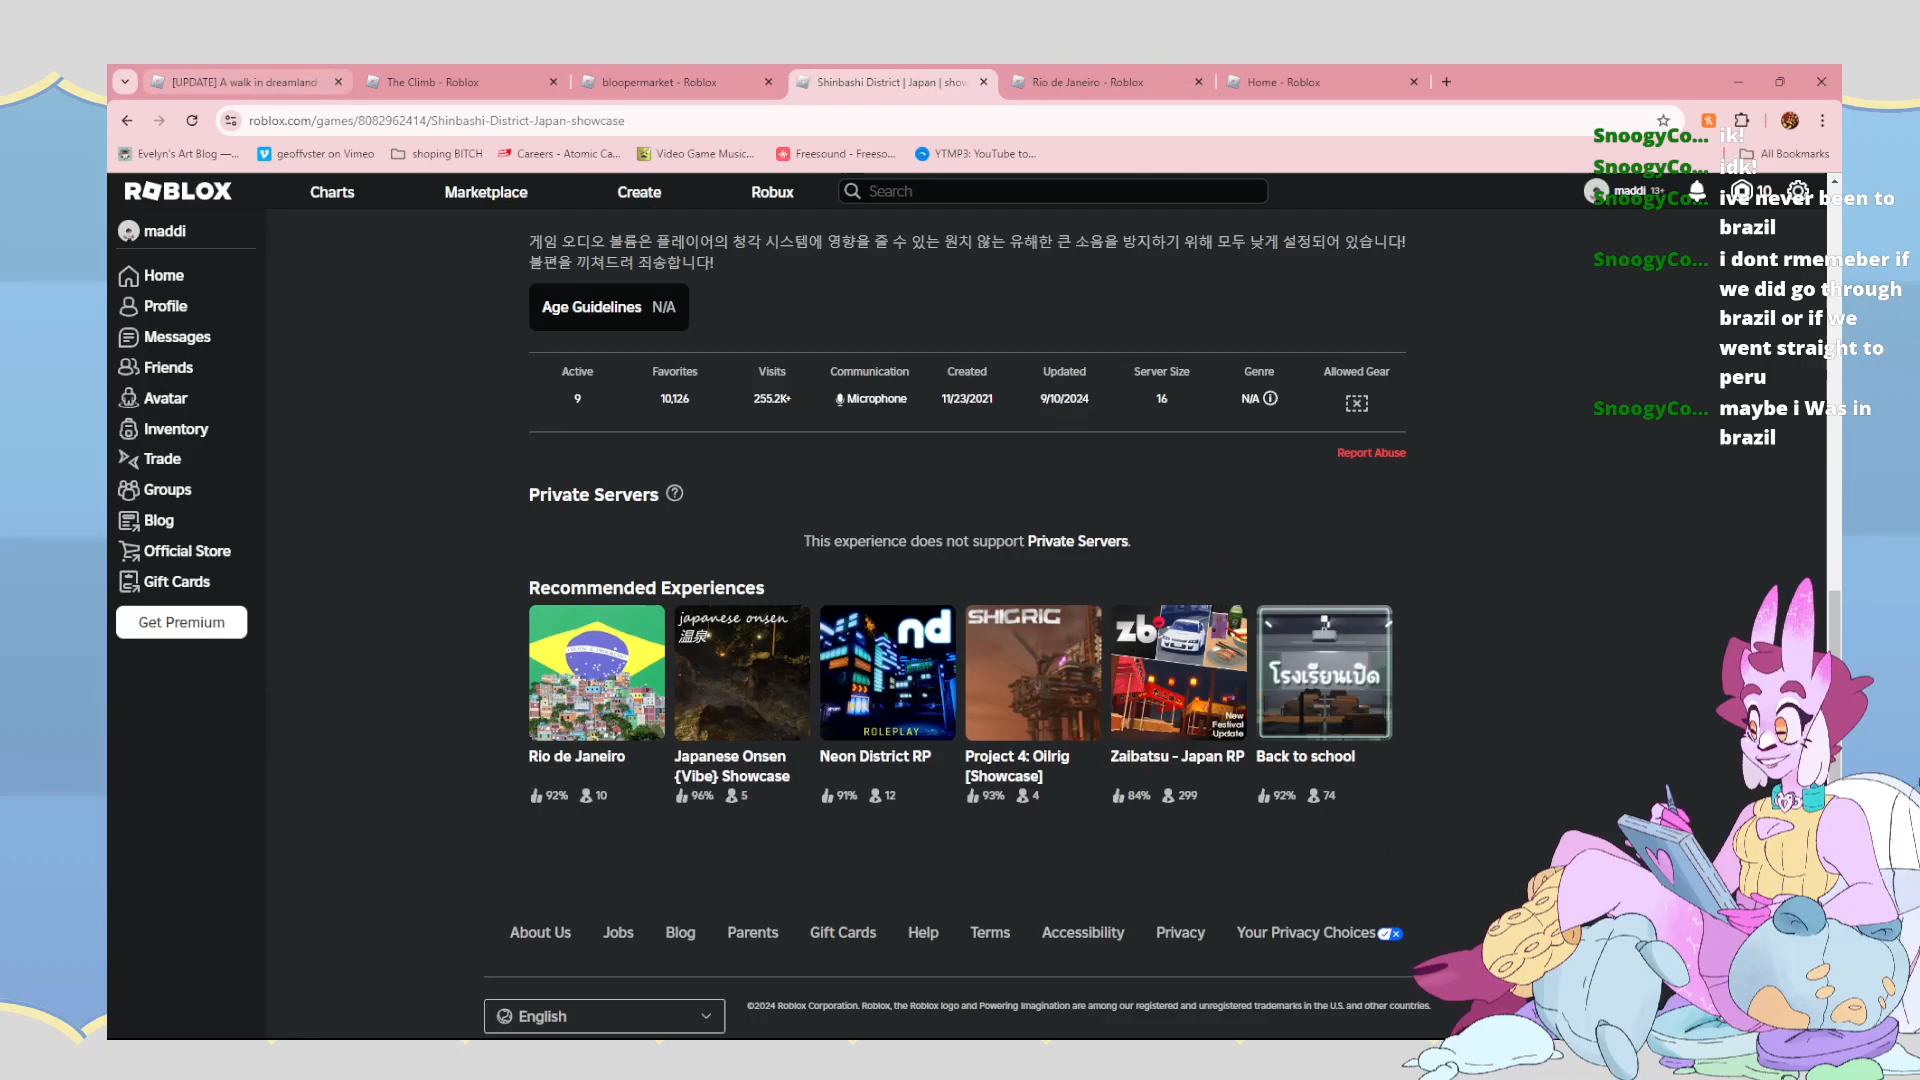 [UPDATE] A walk in dreamland
The Climb - Roblox
bloopermarket - Roblox
Shinbashi District | Japan | show
Rio de Janeiro - Roblox
Home - Roblox
roblox.com/games/8082962414/Shinbashi-District-Japan-showcase
Evelyn's Art Blog —...
geoffvster on Vimeo
shoping BITCH
Careers - Atomic Ca...
Video Game Music...
Freesound - Freeso...
YTMP3: YouTube to...
All Bookmarks
ROBLOX
Charts
Marketplace
Create
Robux
Search
maddi 13+
10
maddi
Home
Profile
Messages
Friends
Avatar
Inventory
Trade
Groups
Blog
Official Store
Gift Cards
Get Premium
게임 오디오 볼륨은 플레이어의 청각 시스템에 영향을 줄 수 있는 원치 않는 유해한 큰 소음을 방지하기 위해 모두 낮게 설정되어 있습니다!
불편을 끼쳐드려 죄송합니다!
Age Guidelines N/A
Active Favorites Visits Communication Created Updated Server Size Genre Allowed Gear
9 10,126 255.2K+ Microphone 11/23/2021 9/10/2024 16 N/A
Report Abuse
Private Servers
This experience does not support Private Servers.
Recommended Experiences
japanese onsen
温泉
nd
ROLEPLAY
SHIGRIG
zb
New
Festival
Update
โรงเรียนเปิด
Rio de Janeiro
92% 10
Japanese Onsen
{Vibe} Showcase
96% 5
Neon District RP
91% 12
Project 4: Oilrig
[Showcase]
93% 4
Zaibatsu - Japan RP
84% 299
Back to school
92% 74
About Us Jobs Blog Parents Gift Cards Help Terms Accessibility Privacy Your Privacy Choices
English
©2024 Roblox Corporation. Roblox, the Roblox logo and Powering Imagination are among our registered and unregistered trademarks in the U.S. and other countries.
SnoogyCo... ik!
SnoogyCo... idk!
SnoogyCo... ive never been to
brazil
SnoogyCo... i dont rmemeber if
we did go through
brazil or if we
went straight to
peru
SnoogyCo... maybe i Was in
brazil